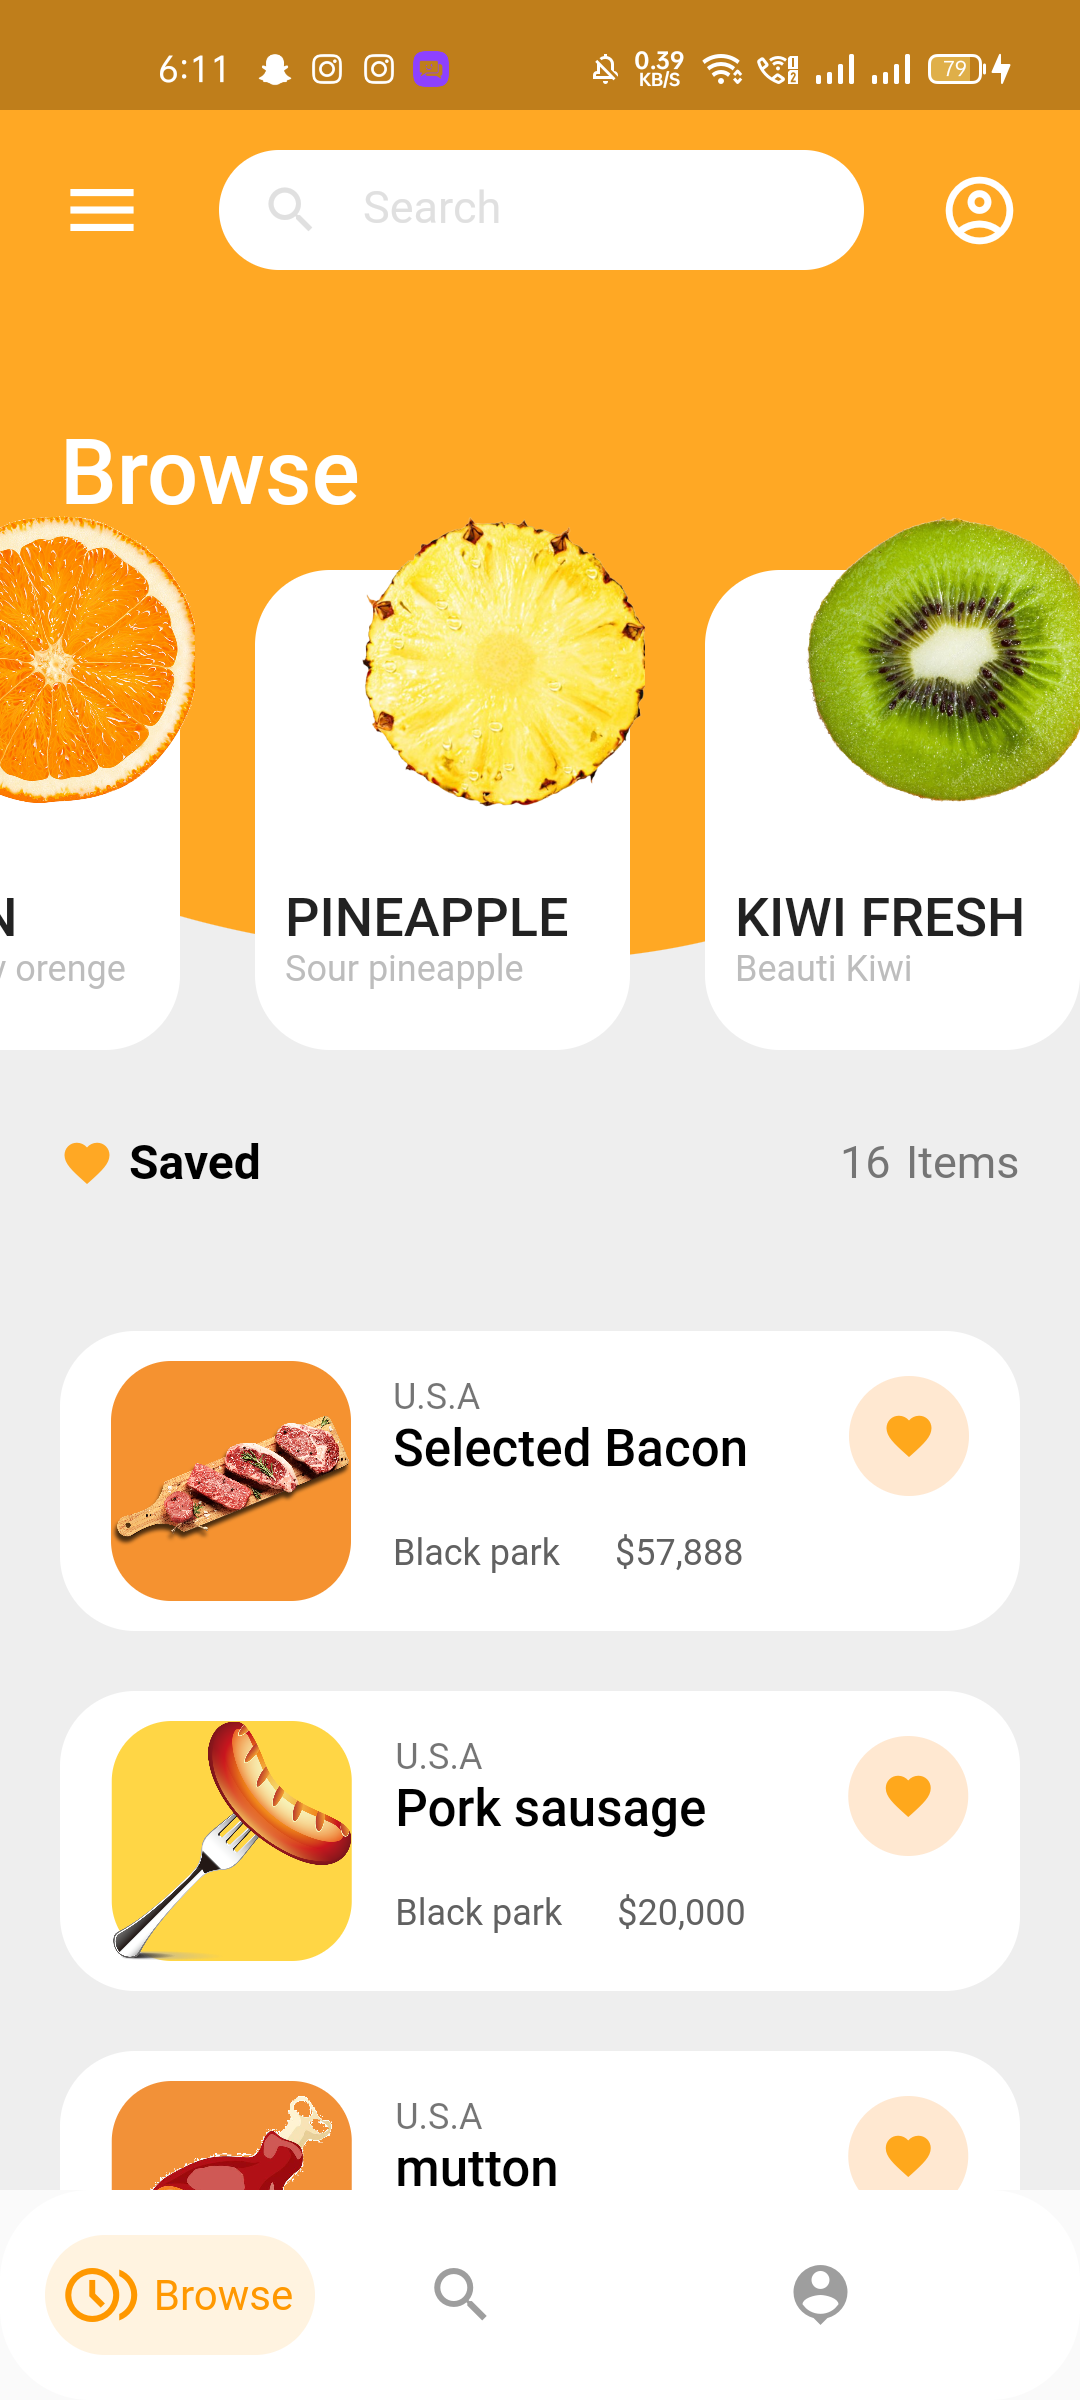 6:11
0.39
KB/S
79
Search
Browse
N
orenge
PINEAPPLE
Sour pineapple
KIWI FRESH
Beauti Kiwi
Saved
16 Items
U.S.A
Selected Bacon
Black park $57,888
U.S.A
Pork sausage
Black park $20,000
U.S.A
mutton
Browse